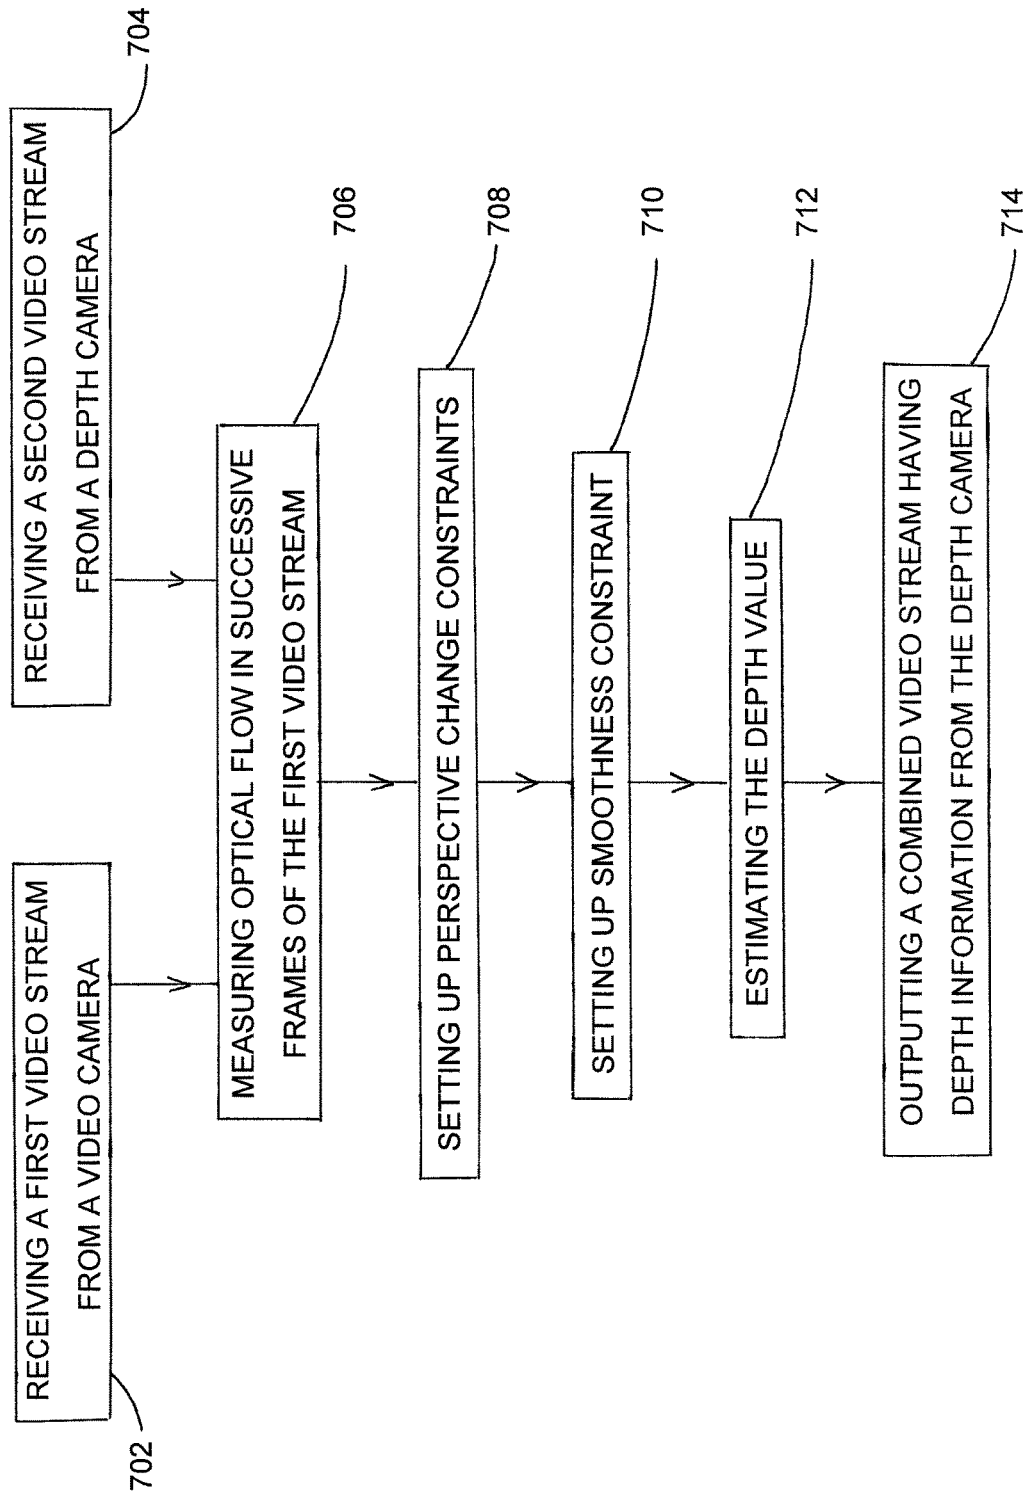 RECEIVING A FIRST VIDEO STREAM
FROM A VIDEO CAMERA
702
RECEIVING A SECOND VIDEO STREAM
FROM A DEPTH CAMERA
704
MEASURING OPTICAL FLOW IN SUCCESSIVE
FRAMES OF THE FIRST VIDEO STREAM
706
SETTING UP PERSPECTIVE CHANGE CONSTRAINTS
708
SETTING UP SMOOTHNESS CONSTRAINT
710
ESTIMATING THE DEPTH VALUE
712
OUTPUTTING A COMBINED VIDEO STREAM HAVING
DEPTH INFORMATION FROM THE DEPTH CAMERA
714